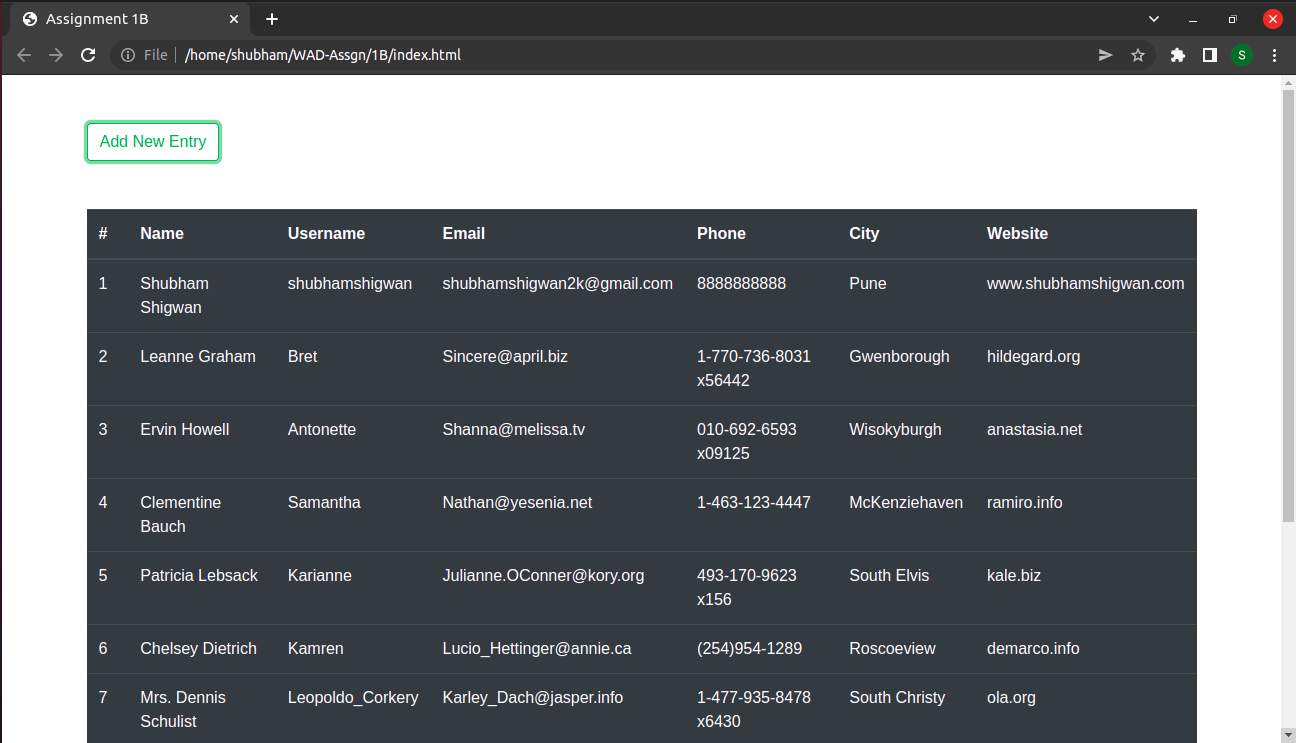 Assignment 1B
File /home/shubham/WAD-Assgn/1B/index.html
S
Add New Entry
# Name Username Email Phone City Website
1 Shubham shubhamshigwan shubhamshigwan2k@gmail.com 8888888888 Pune www.shubhamshigwan.com
Shigwan
2 Leanne Graham Bret Sincere@april.biz 1-770-736-8031 Gwenborough hildegard.org
x56442
3 Ervin Howell Antonette Shanna@melissa.tv 010-692-6593 Wisokyburgh anastasia.net
x09125
4 Clementine Samantha Nathan@yesenia.net 1-463-123-4447 McKenziehaven ramiro.info
Bauch
5 Patricia Lebsack Karianne Julianne.OConner@kory.org 493-170-9623 South Elvis kale.biz
x156
6 Chelsey Dietrich Kamren Lucio_Hettinger@annie.ca (254)954-1289 Roscoeview demarco.info
7 Mrs. Dennis Leopoldo_Corkery Karley_Dach@jasper.info 1-477-935-8478 South Christy ola.org
Schulist x6430